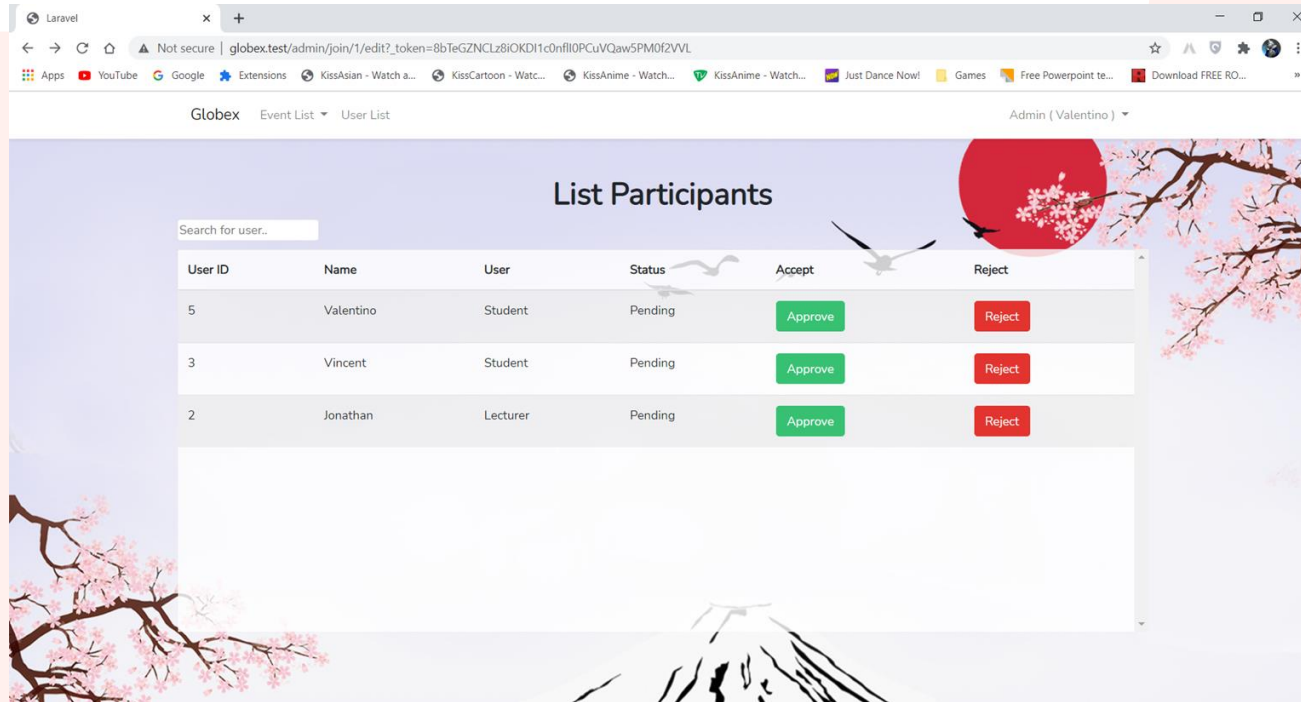 Laravel
Not secure | globex.test/admin/join/1/edit?_token=8bTeGZNCLz8iOKDI1c0nflI0PCuVQaw5PM0f2VVL
Apps YouTube Google Extensions KissAsian - Watch a... KissCartoon - Watc... KissAnime - Watch... KissAnime - Watch... Just Dance Now! Games Free Powerpoint te... Download FREE RO... »
Globex Event List User List Admin ( Valentino )
List Participants
Search for user..
User ID Name User Status Accept Reject
5 Valentino Student Pending Approve Reject
3 Vincent Student Pending Approve Reject
2 Jonathan Lecturer Pending Approve Reject